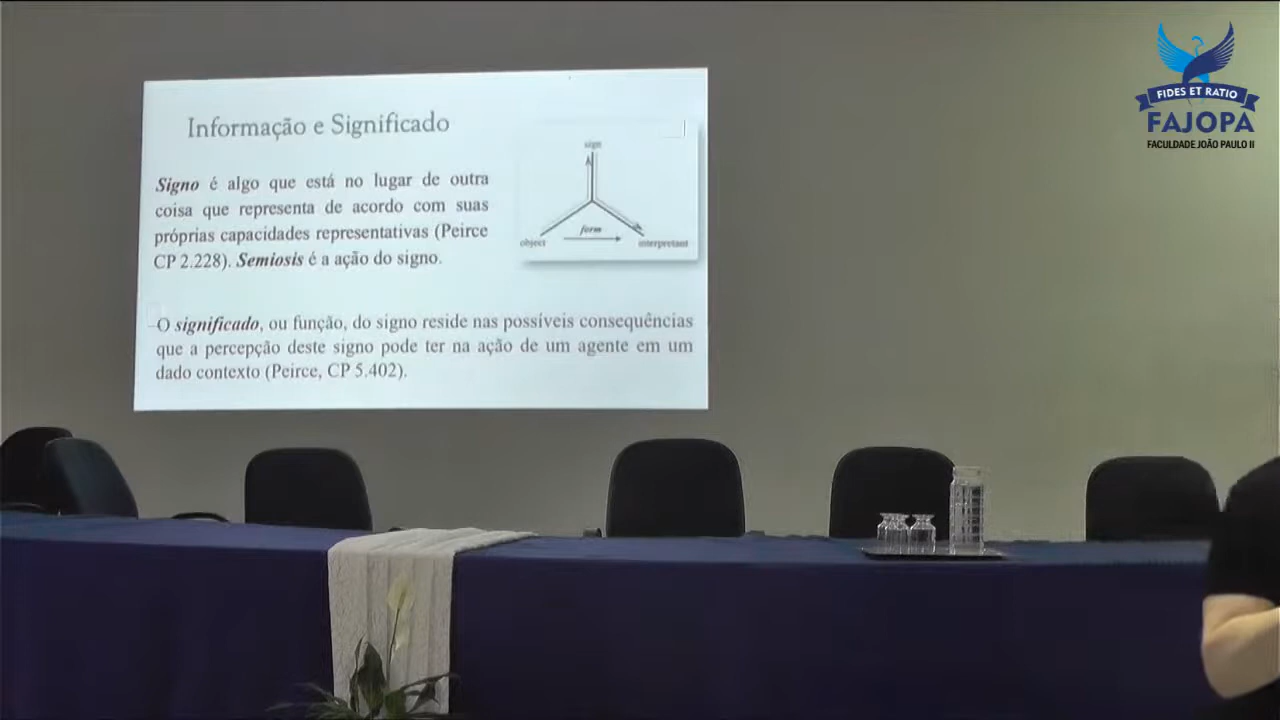 Informação e Significado
Signo é algo que está no lugar de outra
coisa que representa de acordo com suas
próprias capacidades representativas (Peirce
CP 2.228). Semiosis é a ação do signo.
sign
form
object
interpretant
O significado, ou função, do signo reside nas possíveis consequências
que a percepção deste signo pode ter na ação de um agente em um
dado contexto (Peirce, CP 5.402).
FIDES ET RATIO
FAJOPA
FACULDADE JOÃO PAULO II